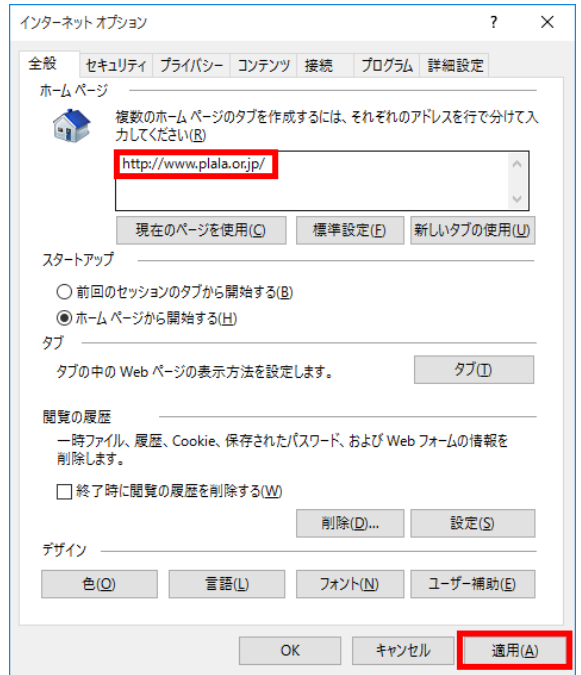 インターネット オプション ? ×
全般 セキュリティ プライバシー コンテンツ 接続 プログラム 詳細設定
ホーム ページ
複数のホーム ページのタブを作成するには、それぞれのアドレスを行で分けて入
力してください(R)
http://www.plala.or.jp/
現在のページを使用(C) 標準設定(F) 新しいタブの使用(U)
スタートアップ
前回のセッションのタブから開始する(B)
ホーム ページから開始する(H)
タブ
タブの中の Web ページの表示方法を設定します。 タブ(T)
閲覧の履歴
一時ファイル、履歴、Cookie、保存されたパスワード、および Web フォームの情報を
削除します。
終了時に閲覧の履歴を削除する(W)
削除(D)... 設定(S)
デザイン
色(O) 言語(L) フォント(N) ユーザー補助(E)
OK キャンセル 適用(A)